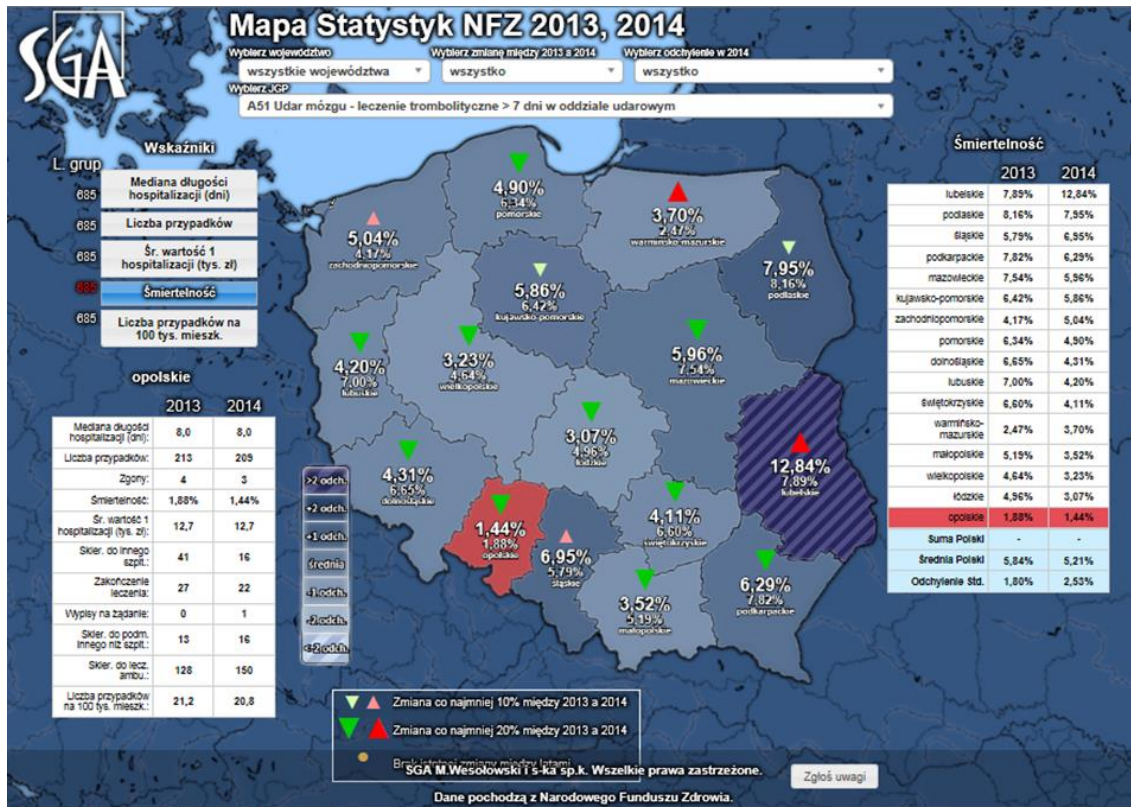 SGA
Mapa Statystyk NFZ 2013, 2014
Wybierz województwo
Wybierz zmianę między 2013 a 2014
Wybierz odchylenie w 2014
wszystkie województwa
wszystko
wszystko
Wybierz JGP
A51 Udar mózgu - leczenie trombolityczne > 7 dni w oddziale udarowym
Wskaźniki
L. grup
685 Mediana długości
hospitalizacji (dni)
685 Liczba przypadków
685 Śr. wartość 1
hospitalizacji (tys. zł)
685 Śmiertelność
685 Liczba przypadków na
100 tys. mieszk.
opolskie
2013 2014
Mediana długości
hospitalizacji (dni): 8,0 8,0
Liczba przypadków: 213 209
Zgony: 4 3
Śmiertelność: 1,88% 1,44%
Śr. wartość 1
hospitalizacji (tys. zł): 12,7 12,7
Skier. do innego
szpit.: 41 16
Zakończenie
leczenia: 27 22
Wypisy na żądanie: 0 1
Skier. do podm.
innego niż szpit.: 13 16
Skier. do lecz.
ambu.: 128 150
Liczba przypadków
na 100 tys. mieszk.: 21,2 20,8
4,90%
6,34%
pomorskie
3,70%
2,47%
warmińsko-mazurskie
5,04%
4,17%
zachodniopomorskie
7,95%
8,16%
podlaskie
5,86%
6,42%
kujawsko-pomorskie
4,20%
7,00%
lubuskie
3,23%
4,64%
wielkopolskie
5,96%
7,54%
mazowieckie
3,07%
4,96%
łódzkie
12,84%
7,89%
lubelskie
4,31%
6,65%
dolnośląskie
1,44%
1,88%
opolskie
4,11%
6,60%
świętokrzyskie
6,95%
5,79%
śląskie
3,52%
5,19%
małopolskie
6,29%
7,82%
podkarpackie
>2 odch.
+2 odch.
+1 odch.
średnia
-1 odch.
-2 odch.
<-2 odch.
Śmiertelność
2013 2014
lubelskie 7,89% 12,84%
podlaskie 8,16% 7,95%
śląskie 5,79% 6,95%
podkarpackie 7,82% 6,29%
mazowieckie 7,54% 5,96%
kujawsko-pomorskie 6,42% 5,86%
zachodniopomorskie 4,17% 5,04%
pomorskie 6,34% 4,90%
dolnośląskie 6,65% 4,31%
lubuskie 7,00% 4,20%
świętokrzyskie 6,60% 4,11%
warmińsko-
mazurskie 2,47% 3,70%
małopolskie 5,19% 3,52%
wielkopolskie 4,64% 3,23%
łódzkie 4,96% 3,07%
opolskie 1,88% 1,44%
Suma Polski - -
Średnia Polski 5,84% 5,21%
Odchylenie Std. 1,80% 2,53%
Zmiana co najmniej 10% między 2013 a 2014
Zmiana co najmniej 20% między 2013 a 2014
Brak istotnej zmiany między latami
SGA M.Wesołowski i s-ka sp.k. Wszelkie prawa zastrzeżone.
Zgłoś uwagi
Dane pochodzą z Narodowego Funduszu Zdrowia.